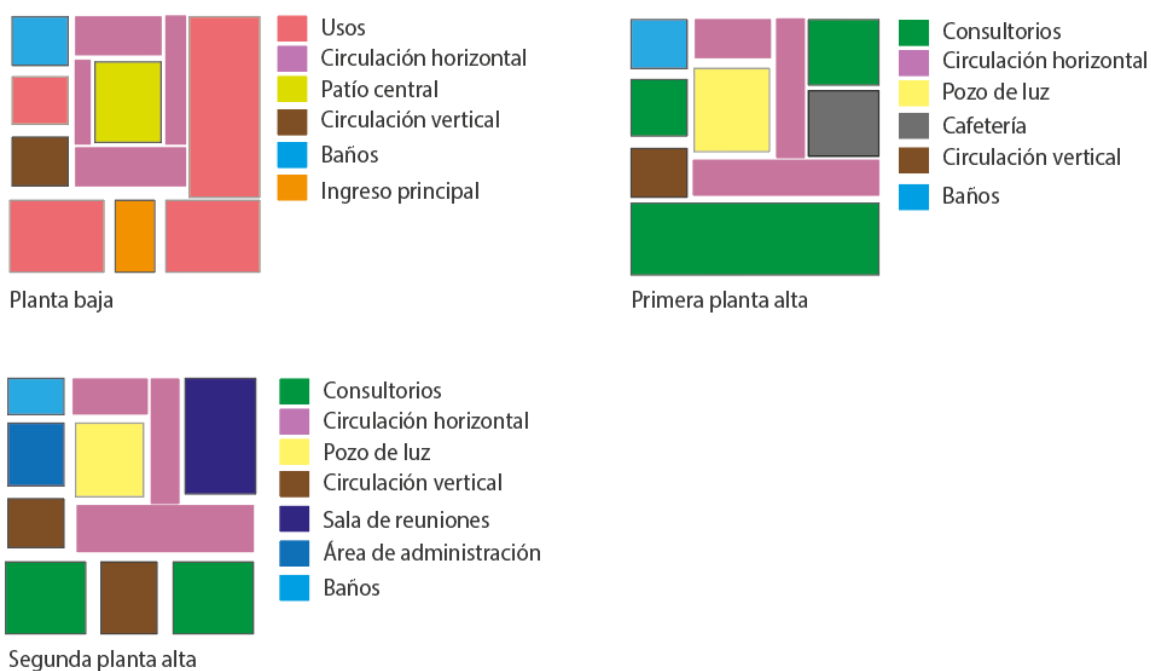 Usos
Circulación horizontal
Patío central
Circulación vertical
Baños
Ingreso principal
Planta baja
Consultorios
Circulación horizontal
Pozo de luz
Cafetería
Circulación vertical
Baños
Primera planta alta
Consultorios
Circulación horizontal
Pozo de luz
Circulación vertical
Sala de reuniones
Área de administración
Baños
Segunda planta alta